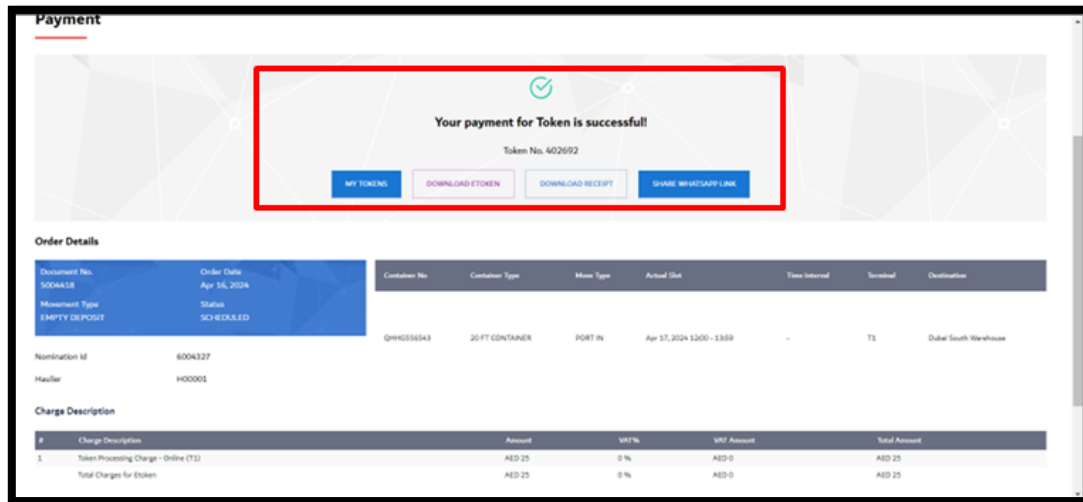 Payment
Your payment for Token is successful!
Token No. 402692
MY TOKENS DOWNLOAD ETOKEN DOWNLOAD RECEIPT SHARE WHATSAPP LINK
Order Details
Document No. Order Date
5004418 Apr 16, 2024
Movement Type Status
EMPTY DEPOSIT SCHEDULED
Container No Container Type Move Type Actual Slot Time Interval Terminal Destination
QHHG556543 20 FT CONTAINER PORT IN Apr 17, 2024 12:00 - 13:59 - T1 Dubai South Warehouse
Nomination Id 6004327
Haulier H00001
Charge Description
# Charge Description Amount VAT% VAT Amount Total Amount
1 Token Processing Charge - Online (T1) AED 25 0 % AED 0 AED 25
Total Charges for Etoken AED 25 0 % AED 0 AED 25